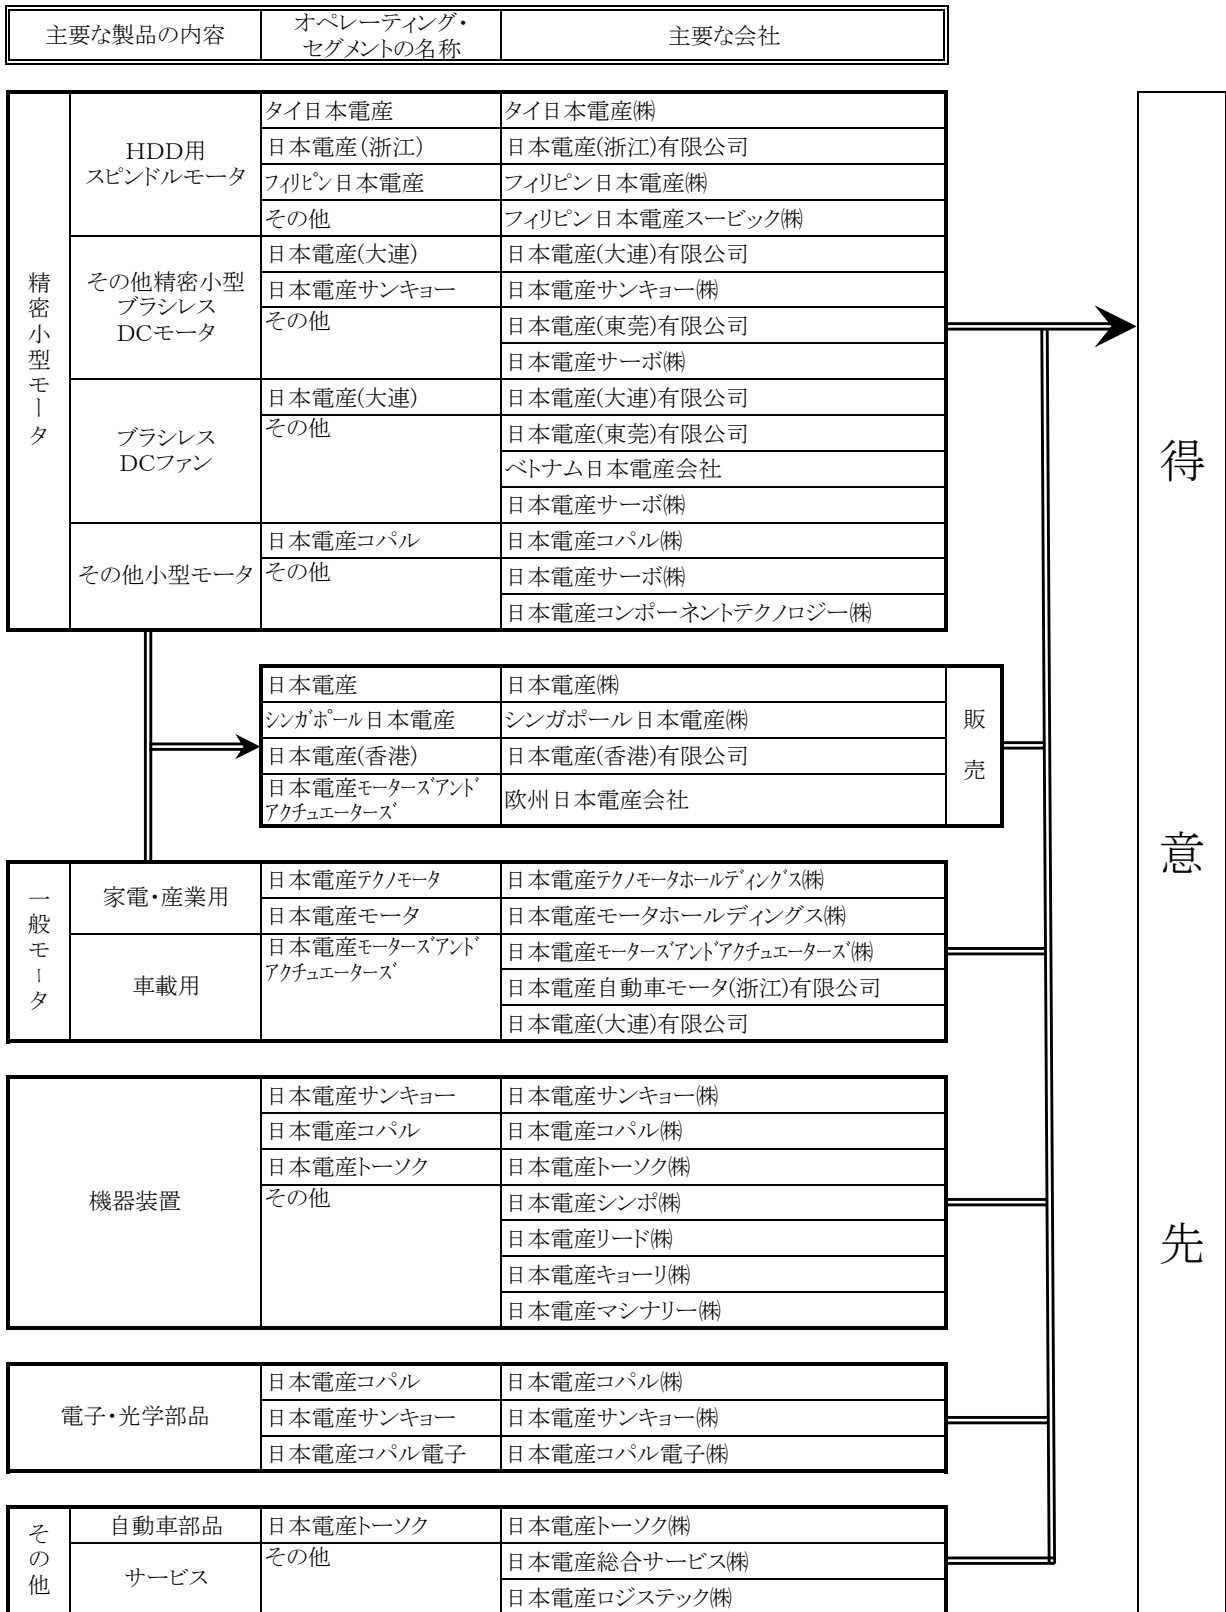 主要な製品の内容
オペレーティング・
セグメントの名称
主要な会社
精密小型モータ
HDD用
スピンドルモータ
タイ日本電産
タイ日本電産㈱
日本電産(浙江)
日本電産(浙江)有限公司
フィリピン日本電産
フィリピン日本電産㈱
その他
フィリピン日本電産スービック㈱
その他精密小型
ブラシレス
DCモータ
日本電産(大連)
日本電産(大連)有限公司
日本電産サンキョー
日本電産サンキョー㈱
その他
日本電産(東莞)有限公司
日本電産サーボ㈱
ブラシレス
DCファン
日本電産(大連)
日本電産(大連)有限公司
その他
日本電産(東莞)有限公司
ベトナム日本電産会社
日本電産サーボ㈱
その他小型モータ
日本電産コパル
日本電産コパル㈱
その他
日本電産サーボ㈱
日本電産コンポーネントテクノロジー㈱
日本電産
日本電産㈱
シンガポール日本電産
シンガポール日本電産㈱
日本電産(香港)
日本電産(香港)有限公司
日本電産モーターズアンド
アクチュエーターズ
欧州日本電産会社
販売
一般モータ
家電・産業用
日本電産テクノモータ
日本電産テクノモータホールディングス㈱
日本電産モータ
日本電産モータホールディングス㈱
車載用
日本電産モーターズアンド
アクチュエーターズ
日本電産モーターズアンドアクチュエーターズ㈱
日本電産自動車モータ(浙江)有限公司
日本電産(大連)有限公司
機器装置
日本電産サンキョー
日本電産サンキョー㈱
日本電産コパル
日本電産コパル㈱
日本電産トーソク
日本電産トーソク㈱
その他
日本電産シンポ㈱
日本電産リード㈱
日本電産キョーリ㈱
日本電産マシナリー㈱
電子・光学部品
日本電産コパル
日本電産コパル㈱
日本電産サンキョー
日本電産サンキョー㈱
日本電産コパル電子
日本電産コパル電子㈱
その他
自動車部品
日本電産トーソク
日本電産トーソク㈱
サービス
その他
日本電産総合サービス㈱
日本電産ロジステック㈱
得意先